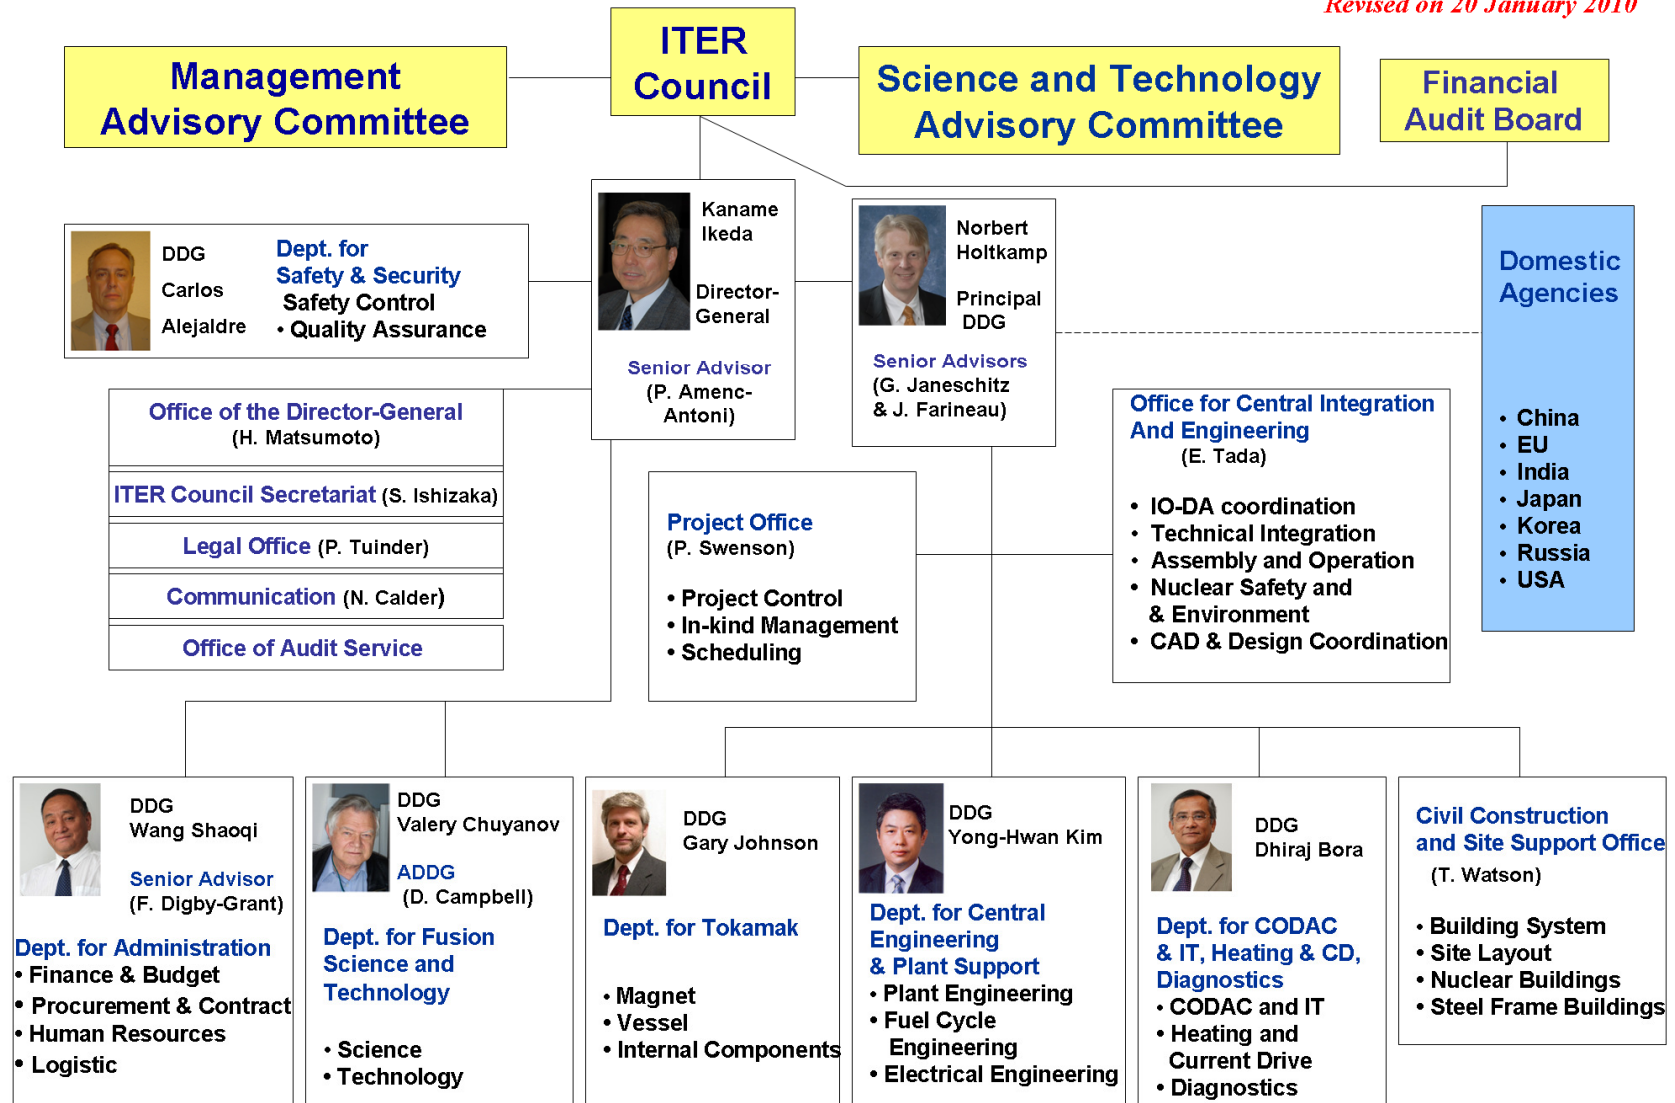 Revised on 20 January 2010
ITER
Council
Management
Advisory Committee
Science and Technology
Advisory Committee
Financial
Audit Board
DDG
Carlos
Alejaldre
Dept. for
Safety & Security
Safety Control
• Quality Assurance
Kaname
Ikeda
Director-
General
Senior Advisor
(P. Amenc-
Antoni)
Norbert
Holtkamp
Principal
DDG
Senior Advisors
(G. Janeschitz
& J. Farineau)
Domestic
Agencies
• China
• EU
• India
• Japan
• Korea
• Russia
• USA
Office of the Director-General
(H. Matsumoto)
ITER Council Secretariat (S. Ishizaka)
Legal Office (P. Tuinder)
Communication (N. Calder)
Office of Audit Service
Project Office
(P. Swenson)
• Project Control
• In-kind Management
• Scheduling
Office for Central Integration
And Engineering
(E. Tada)
• IO-DA coordination
• Technical Integration
• Assembly and Operation
• Nuclear Safety and
& Environment
• CAD & Design Coordination
DDG
Wang Shaoqi
Senior Advisor
(F. Digby-Grant)
Dept. for Administration
• Finance & Budget
• Procurement & Contract
• Human Resources
• Logistic
DDG
Valery Chuyanov
ADDG
(D. Campbell)
Dept. for Fusion
Science and
Technology
• Science
• Technology
DDG
Gary Johnson
Dept. for Tokamak
• Magnet
• Vessel
• Internal Components
DDG
Yong-Hwan Kim
Dept. for Central
Engineering
& Plant Support
• Plant Engineering
• Fuel Cycle
Engineering
• Electrical Engineering
DDG
Dhiraj Bora
Dept. for CODAC
& IT, Heating & CD,
Diagnostics
• CODAC and IT
• Heating and
Current Drive
• Diagnostics
Civil Construction
and Site Support Office
(T. Watson)
• Building System
• Site Layout
• Nuclear Buildings
• Steel Frame Buildings